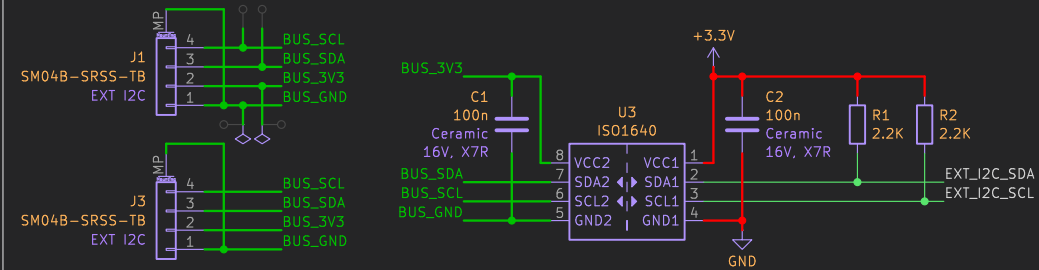 MP
4 BUS_SCL
J1 3 BUS_SDA
SM04B-SRSS-TB 2 BUS_3V3
EXT I2C 1 BUS_GND
MP
4 BUS_SCL
J3 3 BUS_SDA
SM04B-SRSS-TB 2 BUS_3V3
EXT I2C 1 BUS_GND
+3.3V
BUS_3V3
C1
100n
Ceramic
16V, X7R
U3
ISO1640
C2
100n
Ceramic
16V, X7R
R1
2.2K
R2
2.2K
8 VCC2 VCC1 1
BUS_SDA 7 SDA2 SDA1 2 EXT_I2C_SDA
BUS_SCL 6 SCL2 SCL1 3 EXT_I2C_SCL
BUS_GND 5 GND2 GND1 4
GND